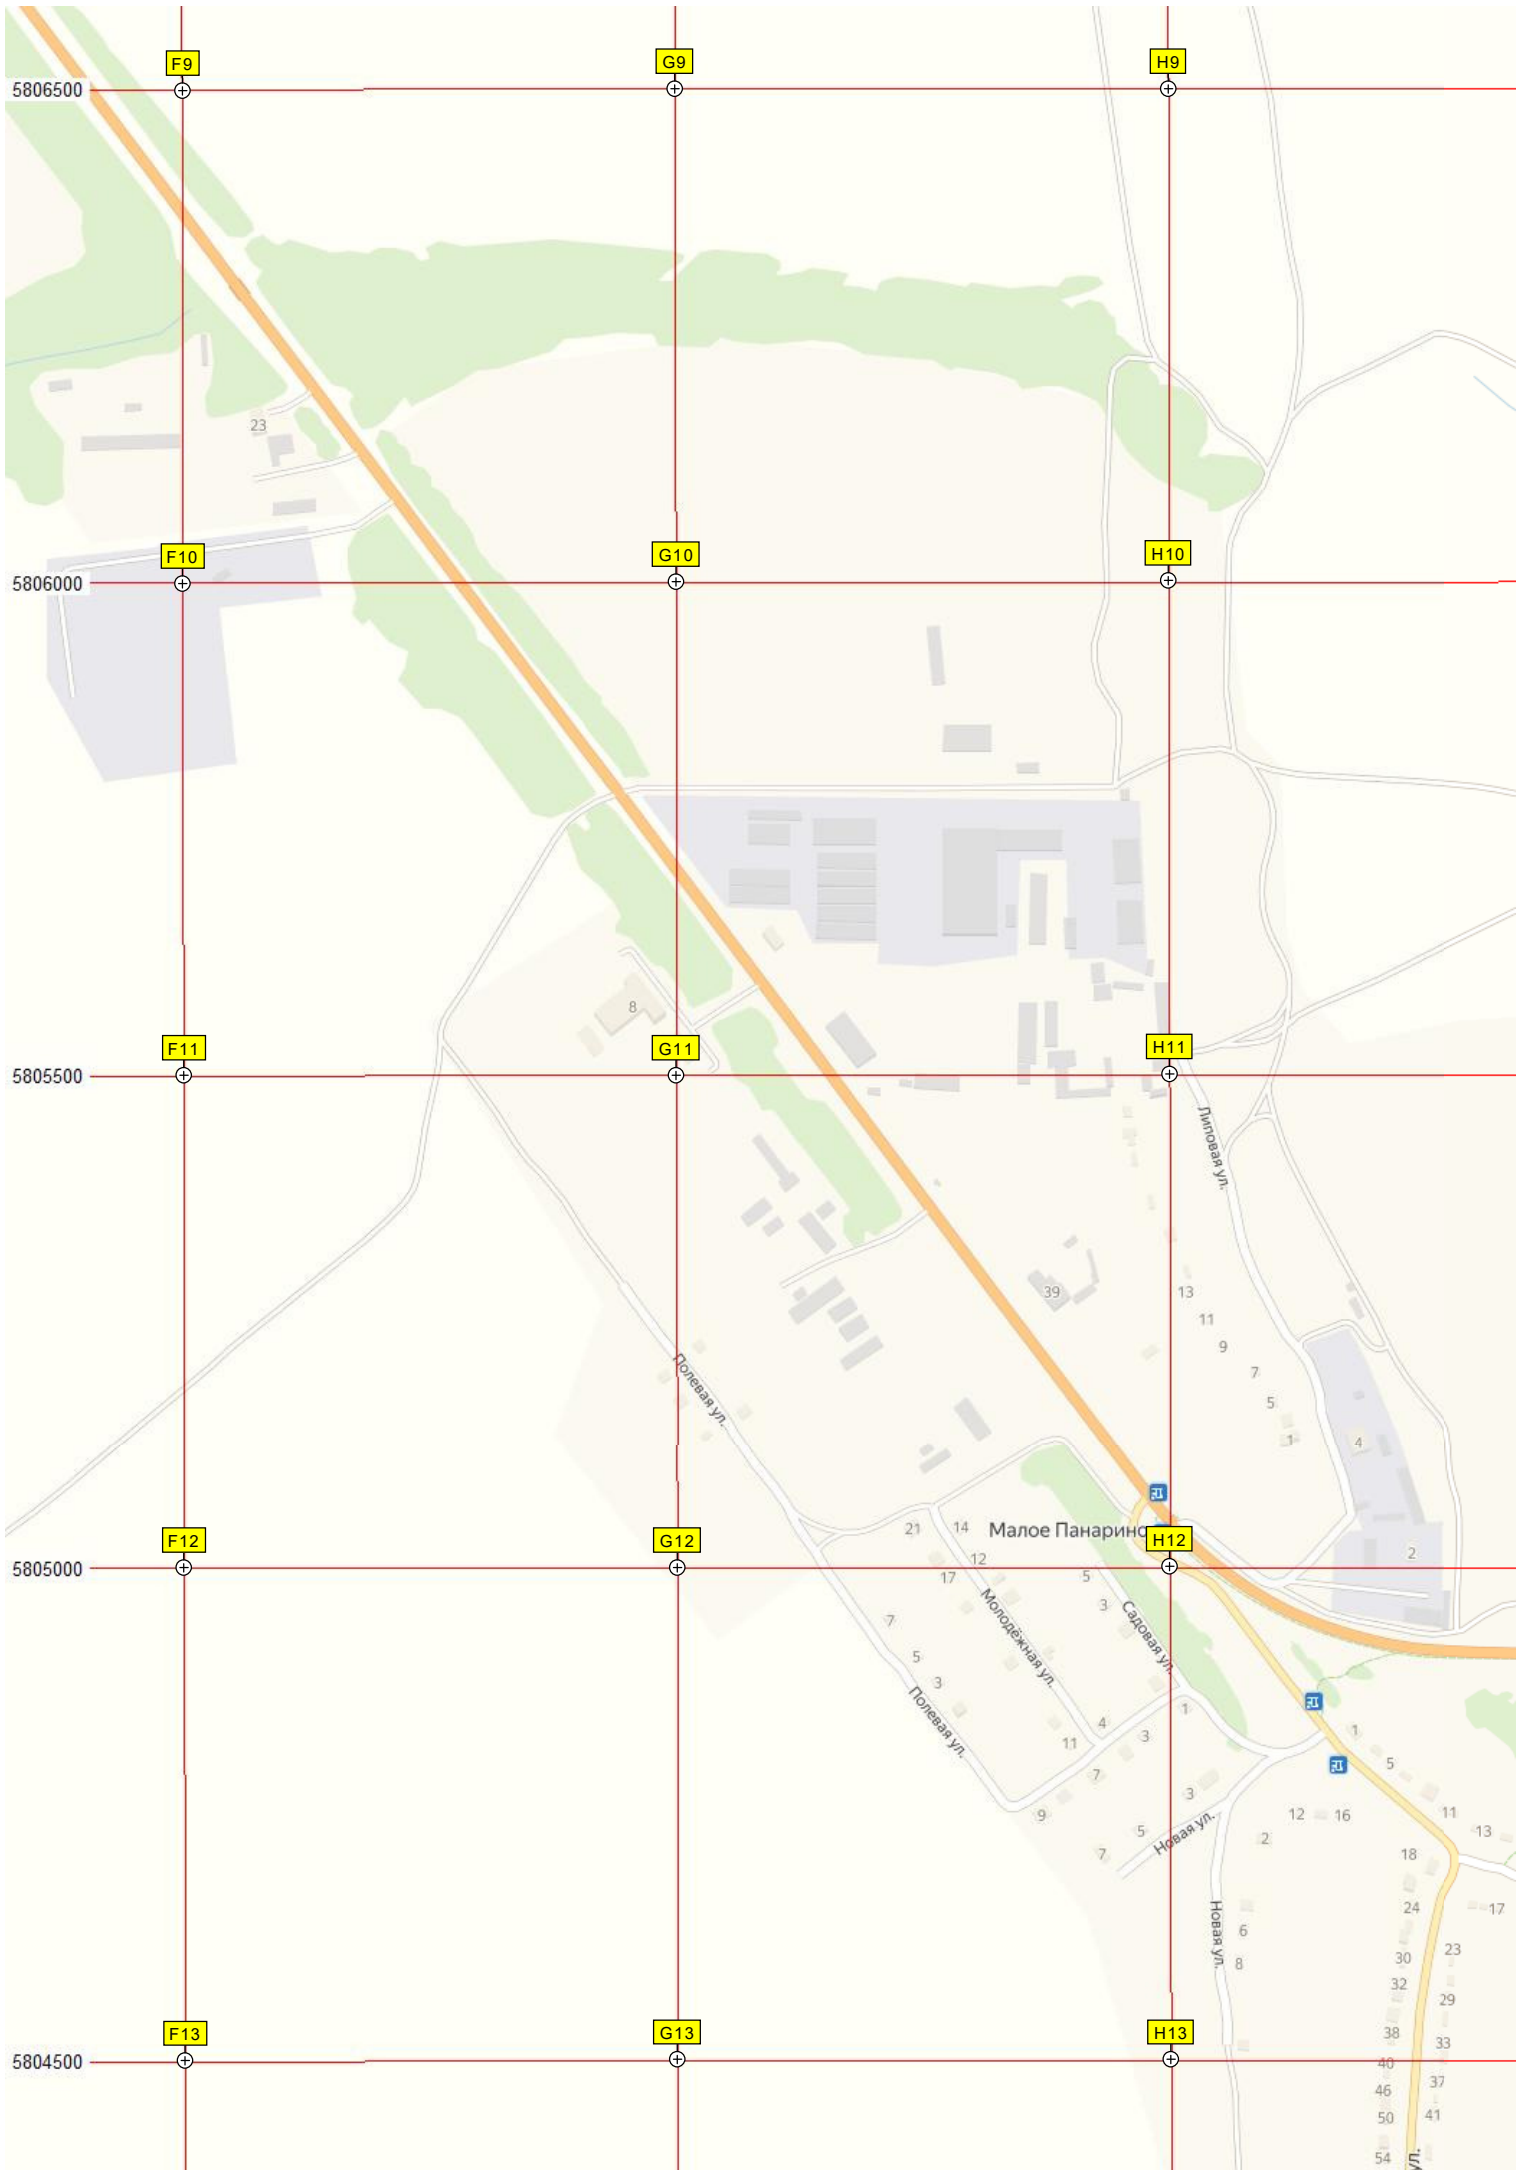 F9
G9
H9
5806500
23
F10
G10
H10
5806000
8
F11
G11
H11
5805500
Липовая ул.
39
13
11
9
7
Полевая ул.
5
1
4
21
14
Малое Панарино
F12
G12
12
H12
2
5805000
17
5
3
Молодёжная ул.
Садовая ул.
7
5
3
Полевая ул.
1
4
3
11
1
5
7
3
9
12
16
11
5
Новая ул.
2
13
7
18
24
17
Новая ул.
6
23
8
30
32
29
F13
G13
H13
38
33
5804500
40
37
46
50
41
54
ул.